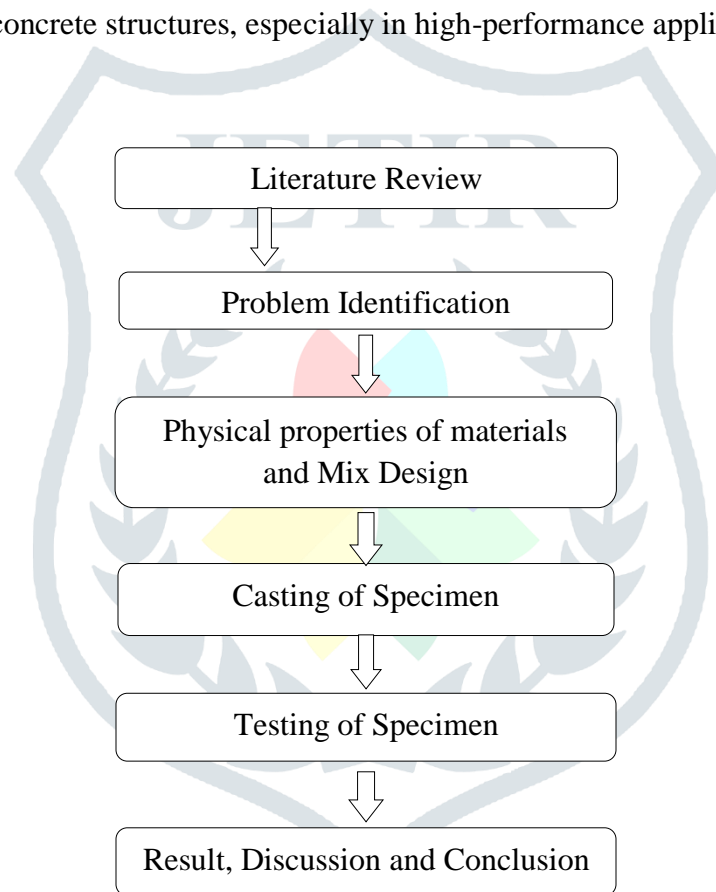 concrete structures, especially in high-performance appli
JETIR
Literature Review
Problem Identification
Physical properties of materials
and Mix Design
Casting of Specimen
Testing of Specimen
Result, Discussion and Conclusion